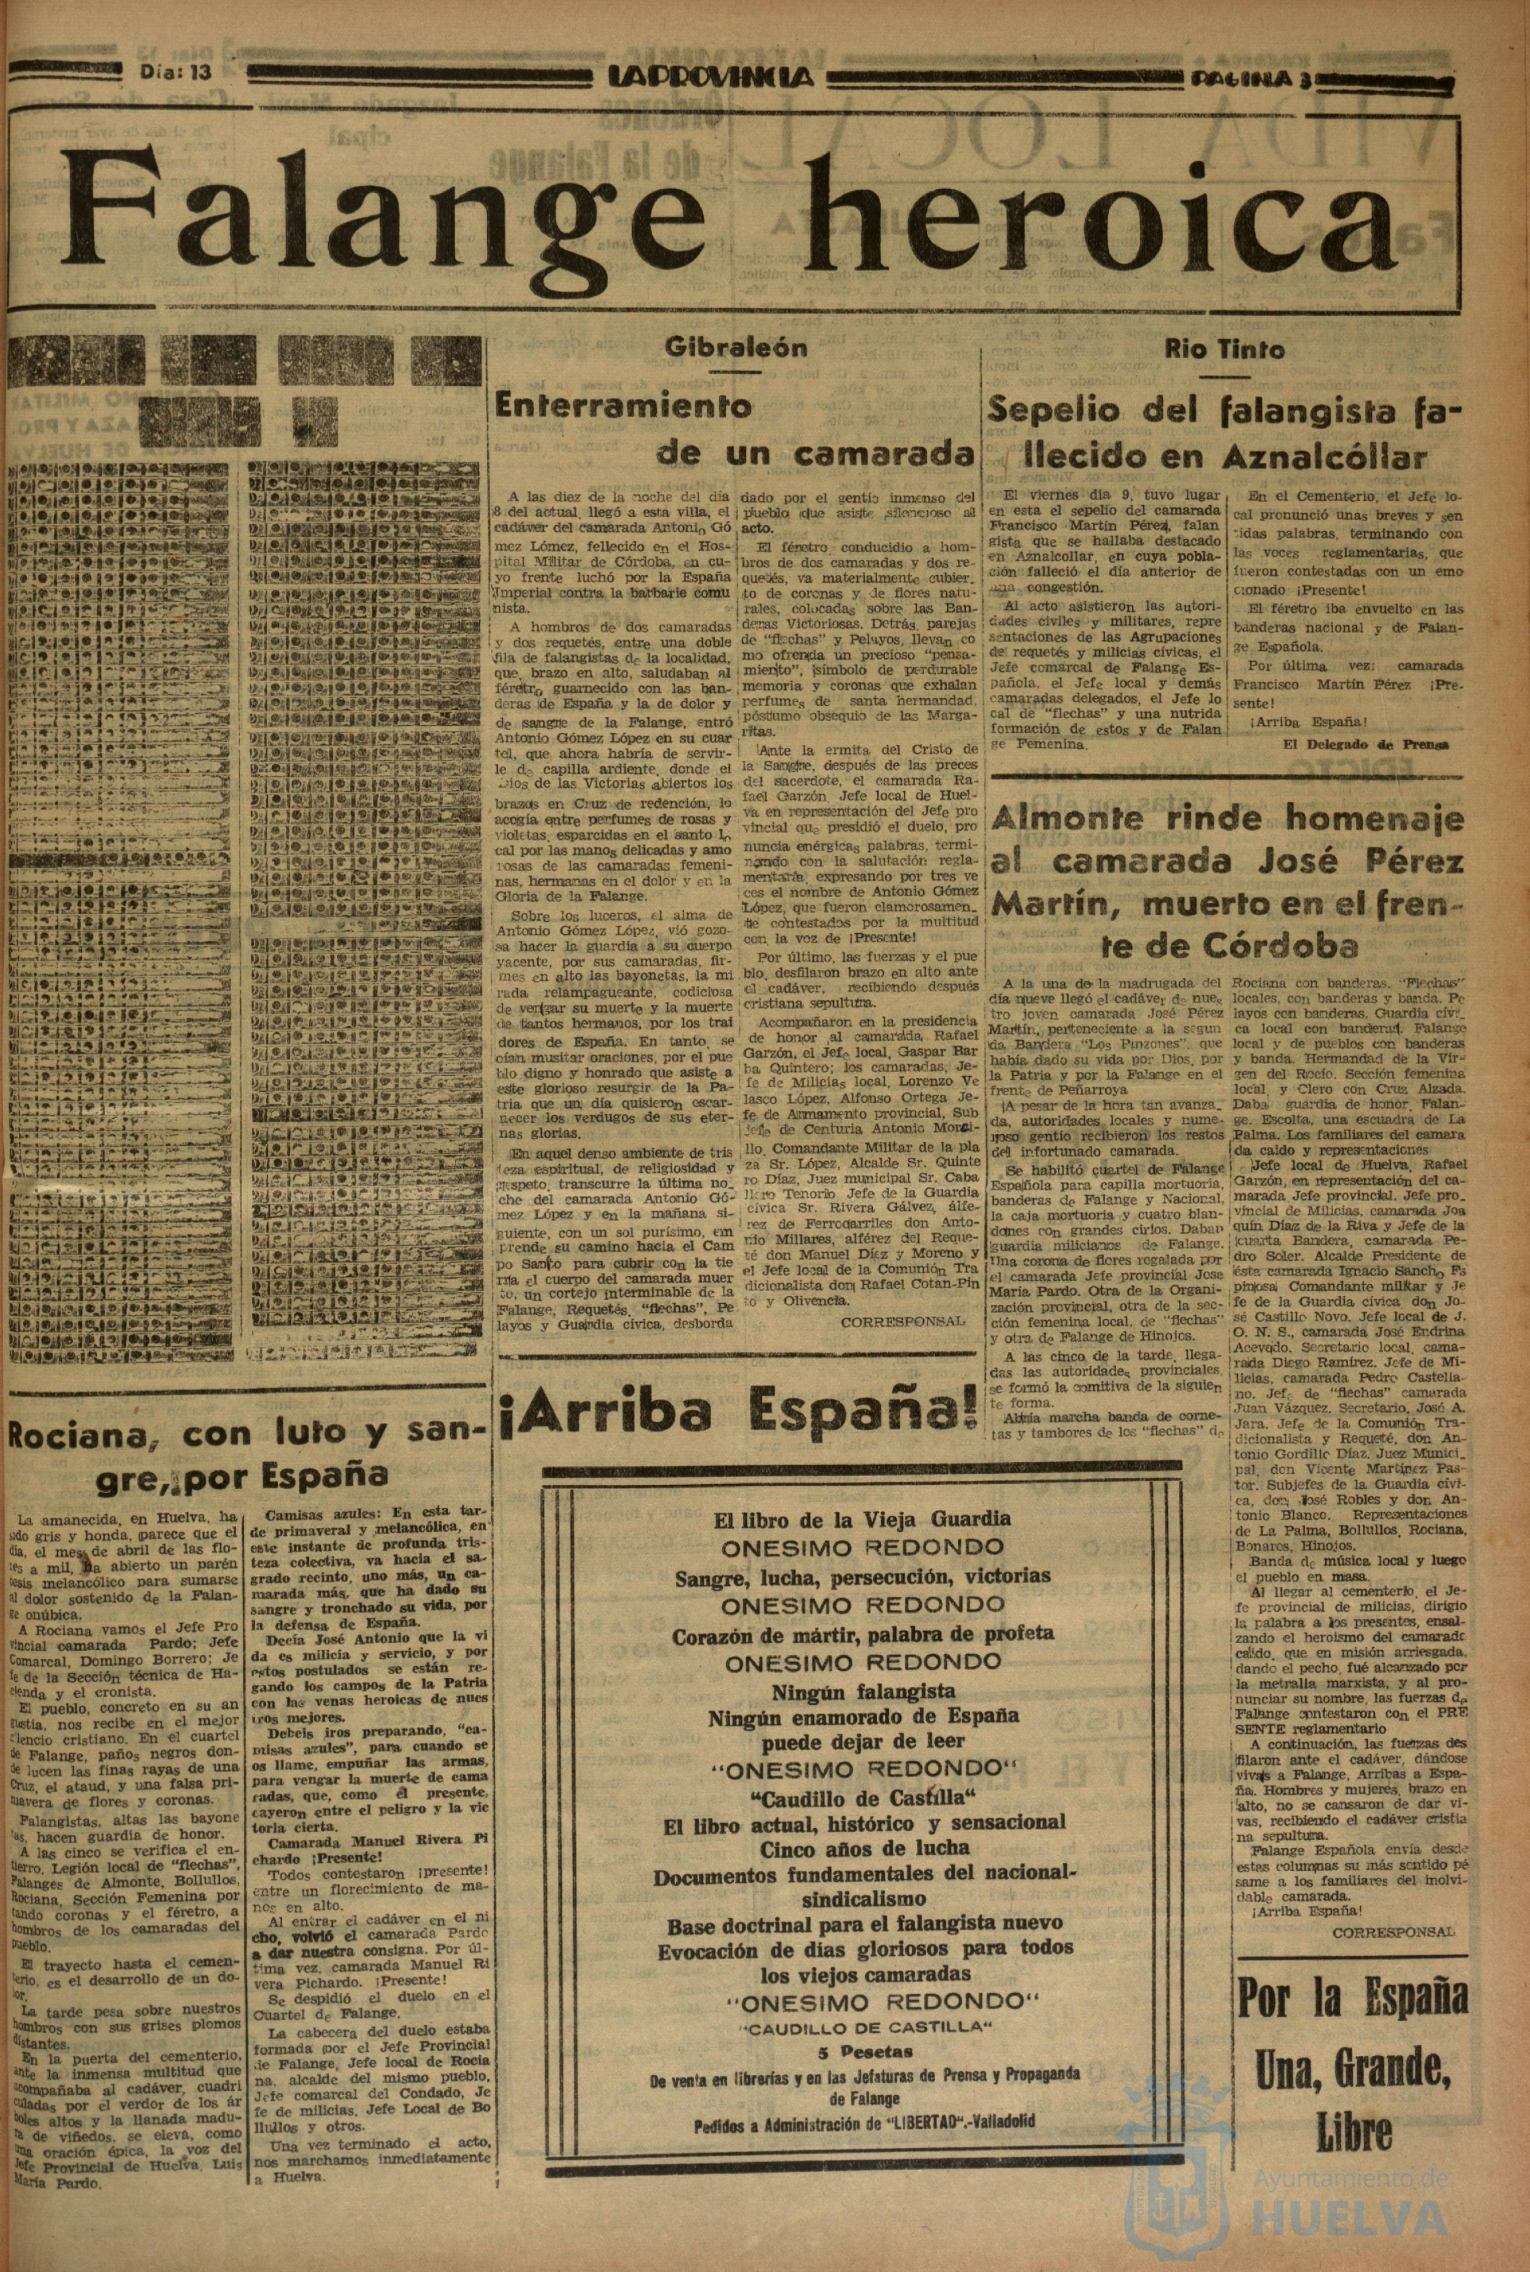 Día: 13
LA PROVINCIA
PAGINA 3
Falange heroica
Gibraleón
Enterramiento
de un camarada
A las diez de la noche del día
8 del actual, llegó a esta villa, el
cadáver del camarada Antonio Gó
mez Lómez, fellecido en el Hos-
pital Militar de Córdoba, en cu-
yo frente luchó por la España
Imperial contra la barbarie comu
nista.
A hombros de dos camaradas
y dos requetés, entre una doble
fila de falangistas de la localidad,
que, brazo en alto, saludaban al
féretro guarnecido con las ban-
deras de España y la de dolor y
de sangre de la Falange, entró
Antonio Gómez López en su cuar
tel, que ahora habría de servir-
le de capilla ardiente, donde el
Dios de las Victorias abiertos los
brazos en Cruz de redención, lo
acogía entre perfumes de rosas y
violetas, esparcidas en el santo l
cal por las manos delicadas y amo
rosas de las camaradas femeni-
nas, hermanas en el dolor y en la
Gloria de la Falange.
Sobre los luceros, el alma de
Antonio Gómez López, vió gozo-
sa hacer la guardia a su cuerpo
yacente, por sus camaradas, fir-
mes en alto las bayonetas, la mi
rada relampagueante, codiciosa
de vengar su muerte y la muerte
de tantos hermanos, por los trai
dores de España. En tanto, se
oían musitar oraciones, por el pue
blo digno y honrado que asiste a
este glorioso resurgir de la Pa-
tria que un día quisieron escar-
necer los verdugos de sus eter-
nas glorias.
En aquel denso ambiente de tris
teza espiritual, de religiosidad y
respeto, transcurre la última no-
che del camarada Antonio Gó-
mez López y en la mañana si-
guiente, con un sol purísimo, em
prende su camino hacia el Cam
po Santo para cubrir con la tie
rra el cuerpo del camarada muer
to, un cortejo interminable de la
Falange, Requetés, "flechas", Pe
layos y Guardia cívica, desborda
dado por el gentío inmenso del
pueblo que asiste silencioso al
acto.
El féretro, conducidio a hom-
bros de dos camaradas y dos re-
quetés, va materialmente cubier-
to de coronas y de flores natu-
rales, colocadas sobre las Ban-
deras Victoriosas. Detrás, parejas
de "flechas" y Pelayos, llevan co
mo ofrenda un precioso "pensa-
miento", símbolo de perdurable
memoria y coronas que exhalan
perfumes de santa hermandad,
póstumo obsequio de las Marga-
ritas.
Ante la ermita del Cristo de
la Sangre, después de las preces
del sacerdote, el camarada Ra-
fael Garzón, Jefe local de Huel-
va en representación del Jefe pro
vincial que presidió el duelo, pro
nuncia enérgicas palabras, termi-
nando con la salutación regla-
mentaria, expresando por tres ve
ces el nombre de Antonio Gómez
López, que fueron clamorosamen-
te contestados por la multitud
con la voz de ¡Presente!
Por último, las fuerzas y el pue
blo, desfilaron brazo en alto ante
el cadáver, recibiendo después
cristiana sepultura.
Acompañaron en la presidencia
de honor al camarada, Rafael
Garzón, el Jefe local, Gaspar Bar
ba Quintero; los camaradas, Je-
fe de Milicias local, Lorenzo Ve
lasco López, Alfonso Ortega Je-
fe de Armamento provincial, Sub
jefe de Centuria Antonio Morci-
llo, Comandante Militar de la pla
za Sr. López, Alcalde Sr. Quinte
ro Díaz, Juez municipal Sr. Caba
llero Tenorio Jefe de la Guardia
cívica Sr. Rivera Gálvez, álfe-
rez de Ferrocarriles don Anto-
nio Millares, alférez del Reque-
té don Manuel Díez y Moreno y
el Jefe local de la Comunión Tra
dicionalista don Rafael Cotan-Pin
to y Olivencia.
CORRESPONSAL
¡Arriba España!
El libro de la Vieja Guardia
ONESIMO REDONDO
Sangre, lucha, persecución, victorias
ONESIMO REDONDO
Corazón de mártir, palabra de profeta
ONESIMO REDONDO
Ningún falangista
Ningún enamorado de España
puede dejar de leer
"ONESIMO REDONDO"
"Caudillo de Castilla"
El libro actual, histórico y sensacional
Cinco años de lucha
Documentos fundamentales del nacional-
sindicalismo
Base doctrinal para el falangista nuevo
Evocación de días gloriosos para todos
los viejos camaradas
"ONESIMO REDONDO"
"CAUDILLO DE CASTILLA"
5 Pesetas
De venta en librerías y en las Jefaturas de Prensa y Propaganda
de Falange
Pedidos a Administración de "LIBERTAD".-Valladolid
Rio Tinto
Sepelio del falangista fa-
llecido en Aznalcóllar
El viernes día 9, tuvo lugar
en esta el sepelio del camarada
Francisco Martín Pérez, falan
gista que se hallaba destacado
en Aznalcollar, en cuya pobla-
ción falleció el día anterior de
una congestión.
Al acto asistieron las autori-
dades civiles y militares, repre
sentaciones de las Agrupaciones
de requetés y milicias cívicas, el
Jefe comarcal de Falange Es-
pañola, el Jefe local y demás
camaradas delegados, el Jefe lo
cal de "flechas" y una nutrida
formación de estos y de Falan
ge Femenina.
En el Cementerio, el Jefe lo-
cal pronunció unas breves y sen
tidas palabras, terminando con
las voces reglamentarias, que
fueron contestadas con un emo
cionado ¡Presente!
El féretro iba envuelto en las
banderas nacional y de Falan-
ge Española.
Por última vez: camarada
Francisco Martín Pérez ¡Pre-
sente!
¡Arriba España!
El Delegado de Prensa
Almonte rinde homenaje
al camarada José Pérez
Martín, muerto en el fren-
te de Córdoba
A la una de la madrugada del
día nueve llegó el cadáver de nues
tro joven camarada José Pérez
Martín, perteneciente a la segun
da Bandera "Los Pinzones", que
había dado su vida por Dios, por
la Patria y por la Falange en el
frente de Peñarroya
A pesar de la hora tan avanza-
da, autoridades locales y nume-
roso gentío recibieron los restos
del infortunado camarada.
Se habilitó cuartel de Falange
Española para capilla mortuoria,
banderas de Falange y Nacional,
la caja mortuoria y cuatro blan-
dones con grandes cirios. Daban
guardia milicianos de Falange.
Una corona de flores regalada por
el camarada Jefe provincial Jose
María Pardo. Otra de la Organi-
zación provincial, otra de la sec-
ción femenina local, de "flechas"
y otra de Falange de Hinojos.
A las cinco de la tarde, llega-
das las autoridades provinciales,
se formó la comitiva de la siguien
te forma.
Abría marcha banda de corne-
tas y tambores de los "flechas" de
Rociana con banderas. "Flechas"
locales, con banderas y banda. Pe
layos con banderas. Guardia cívi-
ca local con bandera. Falange
local y de pueblos con banderas
y banda. Hermandad de la Vir-
gen del Rocío. Sección femenina
local, y Clero con Cruz Alzada.
Daba guardia de honor, Falan-
ge. Escolta, una escuadra de La
Palma. Los familiares del camara
da caído y representaciones
Jefe local de Huelva, Rafael
Garzón, en representación del ca-
marada Jefe provincial. Jefe pro-
vincial de Milicias, camarada Joa
quín Díaz de la Riva y Jefe de la
cuarta Bandera, camarada Pe-
dro Soler. Alcalde Presidente de
éste camarada Ignacio Sancho Es
pinosa Comandante militar y Je
fe de la Guardia cívica don Jo-
sé Castillo Novo. Jefe local de J.
O. N. S., camarada José Endrina
Acevedo. Secretario local, cama-
rada Diego Ramírez. Jefe de Mi-
licias, camarada Pedro Castella-
no. Jefe de "flechas" camarada
Juan Vázquez. Secretario, José A.
Jara. Jefe de la Comunión Tra-
dicionalista y Requeté, don An-
tonio Gordillo Díaz. Juez Munici-
pal, don Vicente Martínez Pas-
tor. Subjefes de la Guardia cívi-
ca, don José Robles y don An-
tonio Blanco. Representaciones
de La Palma, Bollullos, Rociana,
Bonares, Hinojos.
Banda de música local y luego
el pueblo en masa.
Al llegar al cementerio, el Je-
fe provincial de milicias, dirigio
la palabra a los presentes, ensal-
zando el heroismo del camarada
caído, que en misión arriesgada,
dando el pecho, fué alcanzado por
la metralla marxista, y al pro-
nunciar su nombre, las fuerzas de
Falange contestaron con el PRE
SENTE reglamentario
A continuación, las fuerzas des
filaron ante el cadáver, dándose
vivas a Falange, Arribas a Espa-
ña. Hombres y mujeres, brazo en
alto, no se cansaron de dar vi-
vas, recibiendo el cadáver cristia
na sepultura.
Falange Española envía desde
estas columnas su más sentido pé
same a los familiares del inolvi-
dable camarada.
¡Arriba España!
CORRESPONSAL
Por la España
Una, Grande,
Libre
Rociana, con luto y san-
gre, por España
La amanecida, en Huelva, ha
sido gris y honda, parece que el
día, el mes de abril de las flo-
res a mil, ha abierto un parén
tesis melancólico para sumarse
al dolor sostenido de la Falan-
ge onúbica.
A Rociana vamos el Jefe Pro
vincial camarada Pardo; Jefe
Comarcal, Domingo Borrero; Je
fe de la Sección técnica de Ha-
cienda y el cronista.
El pueblo, concreto en su an
gustia, nos recibe en el mejor
silencio cristiano. En el cuartel
de Falange, paños negros don-
de lucen las finas rayas de una
Cruz, el ataud, y una falsa pri-
mavera de flores y coronas.
Falangistas, altas las bayone
tas, hacen guardia de honor.
A las cinco se verifica el en-
tierro. Legión local de "flechas",
Falanges de Almonte, Bollullos,
Rociana, Sección Femenina por
tando coronas y el féretro, a
hombros de los camaradas del
pueblo.
El trayecto hasta el cemen-
terio, es el desarrollo de un do-
lor.
La tarde pesa sobre nuestros
hombros con sus grises plomos
distantes.
En la puerta del cementerio,
ante la inmensa multitud que
acompañaba al cadáver, cuadri
culadas por el verdor de los ár
boles altos y la llanada madu-
ra de viñedos, se eleva, como
una oración épica, la voz del
Jefe Provincial de Huelva, Luis
María Pardo.
Camisas azules: En esta tar-
de primaveral y melancólica, en
este instante de profunda tris-
teza colectiva, va hacia el sa-
grado recinto, uno más, un ca-
marada más, que ha dado su
sangre y tronchado su vida, por
la defensa de España.
Decía José Antonio que la vi
da es milicia y servicio, y por
estos postulados se están re-
gando los campos de la Patria
con las venas heroicas de nues
tros mejores.
Debeis iros preparando, "ca-
misas azules", para cuando se
os llame, empuñar las armas,
para vengar la muerte de cama
radas, que, como él presente,
cayeron entre el peligro y la vic
toria cierta.
Camarada Manuel Rivera Pi
chardo ¡Presente!
Todos contestaron ¡presente!
entre un florecimiento de ma-
nos en alto.
Al entrar el cadáver en el ni
cho, volvió el camarada Pardo
a dar nuestra consigna. Por úl-
tima vez, camarada Manuel Ri
vera Pichardo. ¡Presente!
Se despidió el duelo en el
Cuartel de Falange.
La cabecera del duelo estaba
formada por el Jefe Provincial
de Falange, Jefe local de Rocia
na, alcalde del mismo pueblo,
Jefe comarcal del Condado, Je
fe de milicias, Jefe Local de Bo
llullos y otros.
Una vez terminado el acto,
nos marchamos inmediatamente
a Huelva.
Ayuntamiento de
HUELVA